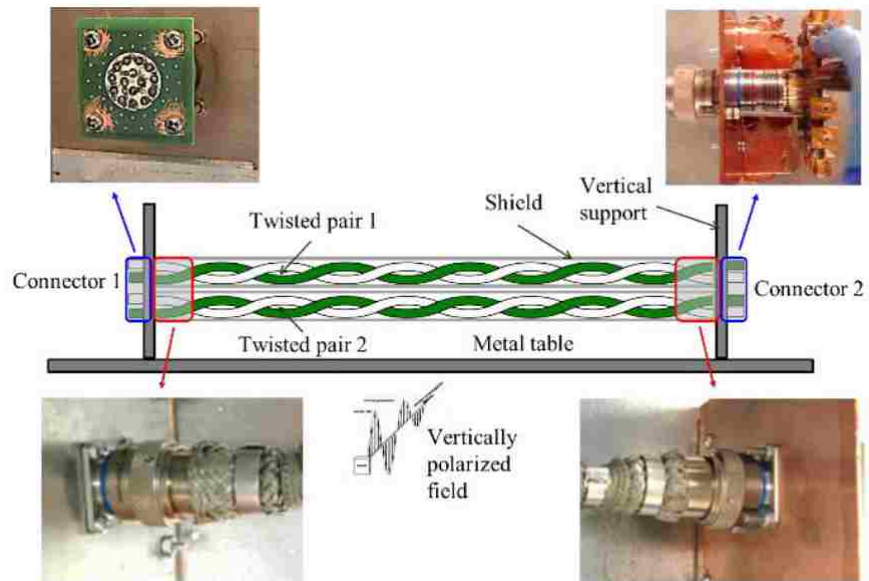 Shield
Vertical
support
Twisted pair 1
Connector 1
Connector 2
Twisted pair 2
Metal table
Vertically
polarized
field